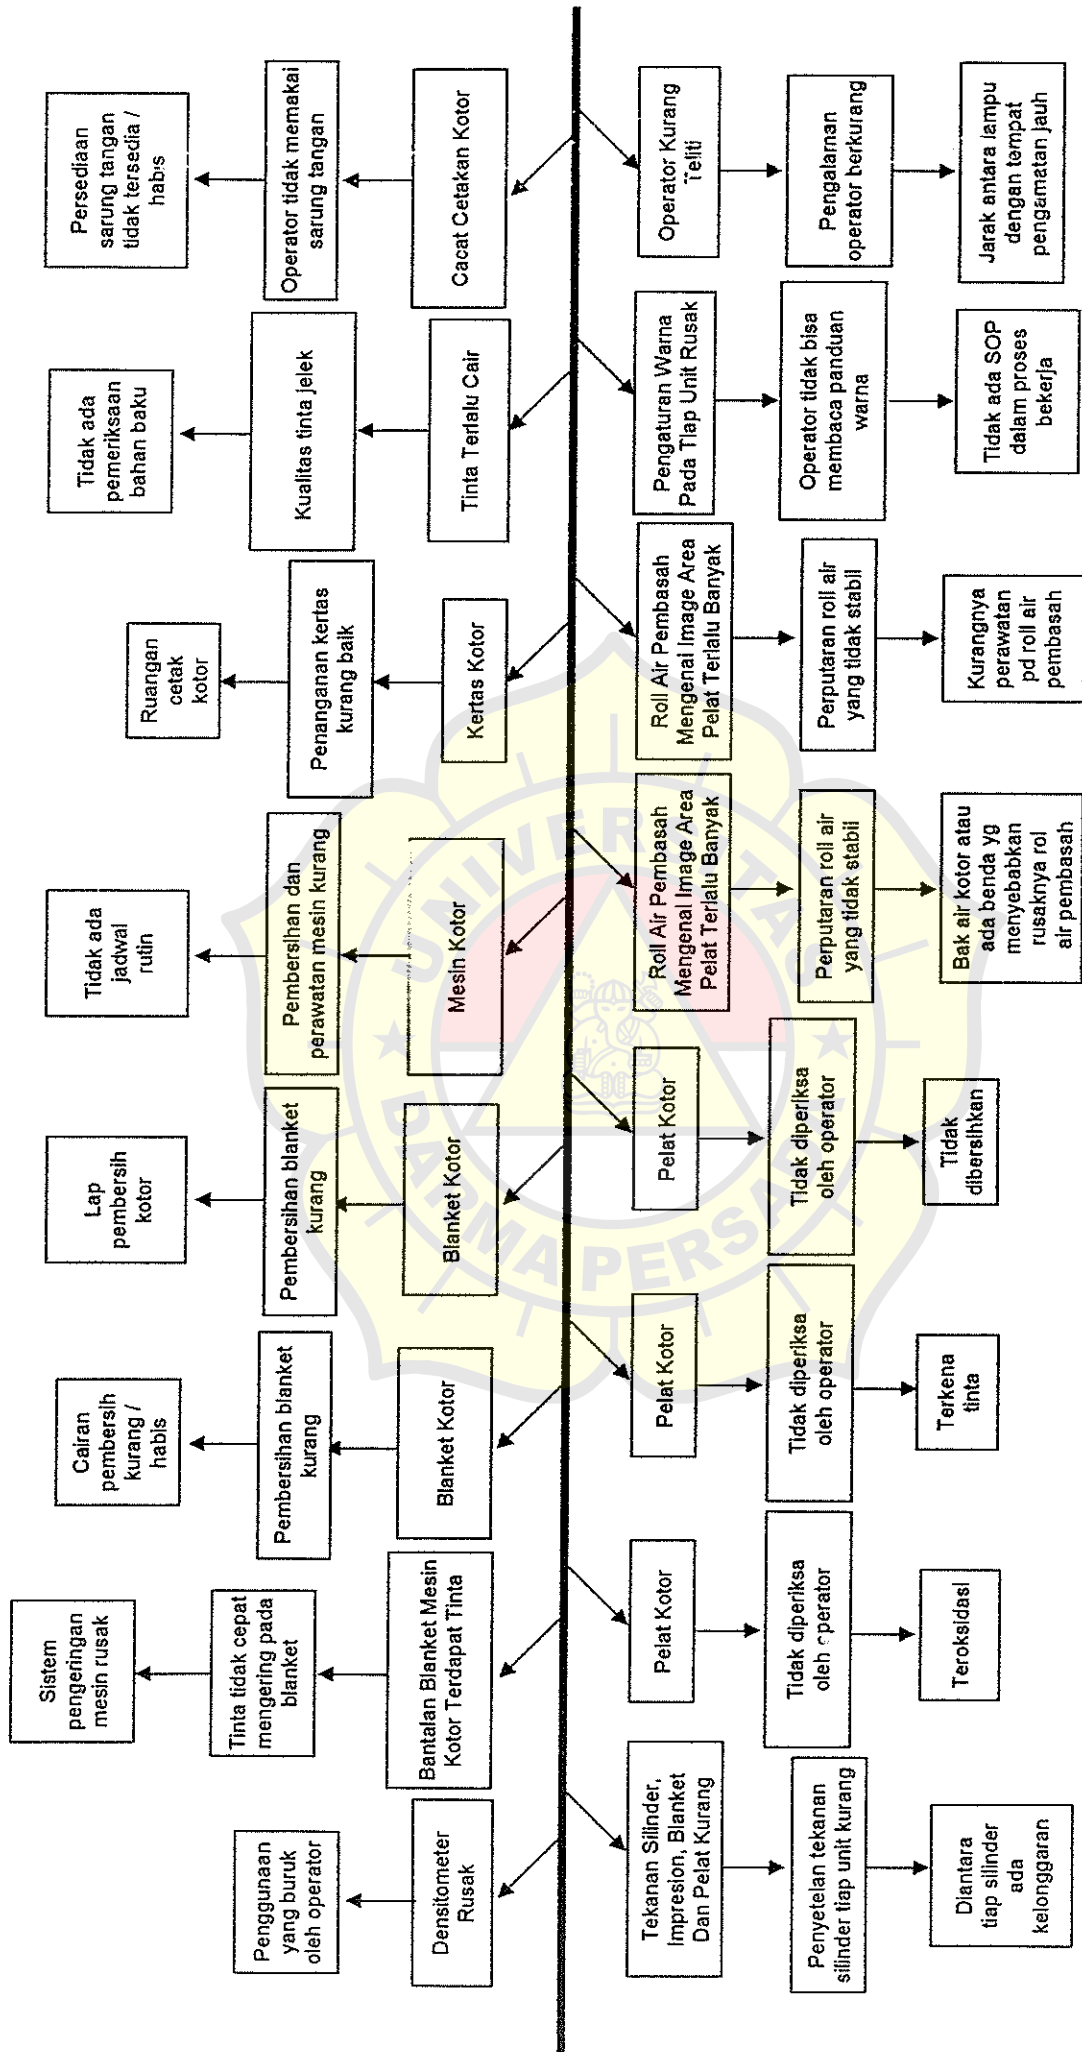 Penggunaan
yang buruk
oleh operator
Densitometer
Rusak
Sistem
pengeringan
mesin rusak
Tinta tidak cepat
mengering pada
blanket
Bantalan Blanket Mesin
Kotor Terdapat Tinta
Cairan
pembersih
kurang /
habis
Pembersihan blanket
kurang
Blanket Kotor
Lap
pembersih
kotor
Pembersihan blanket
kurang
Blanket Kotor
Tidak ada
jadwal
rutin
Pembersihan dan
perawatan mesin kurang
Mesin Kotor
Ruangan
cetak
kotor
Penanganan kertas
kurang baik
Kertas Kotor
Tidak ada
pemeriksaan
bahan baku
Kualitas tinta jelek
Tinta Terlalu Cair
Persediaan
sarung tangan
tidak tersedia /
habis
Operator tidak memakai
sarung tangan
Cacat Cetakan Kotor
Tekanan Silinder,
Impresion, Blanket
Dan Pelat Kurang
Penyetelan tekanan
silinder tiap unit kurang
Diantara
tiap silinder
ada
kelonggaran
Pelat Kotor
Tidak diperiksa
oleh operator
Teroksidasi
Pelat Kotor
Tidak diperiksa
oleh operator
Terkena
tinta
Pelat Kotor
Tidak diperiksa
oleh operator
Tidak
dibersihkan
Roll Air Pembasah
Mengenai Image Area
Pelat Terlalu Banyak
Perputaran roll air
yang tidak stabil
Bak air kotor atau
ada benda yg
menyebabkan
rusaknya rol
air pembasah
Roll Air Pembasah
Mengenai Image Area
Pelat Terlalu Banyak
Perputaran roll air
yang tidak stabil
Kurangnya
perawatan
pd roll air
pembasah
Pengaturan Warna
Pada Tiap Unit Rusak
Operator tidak bisa
membaca panduan
warna
Tidak ada SOP
dalam proses
bekerja
Operator Kurang
Teliti
Pengalaman
operator berkurang
Jarak antara lampu
dengan tempat
pengamatan jauh
UNIVERSITAS
DARMA PERSADA